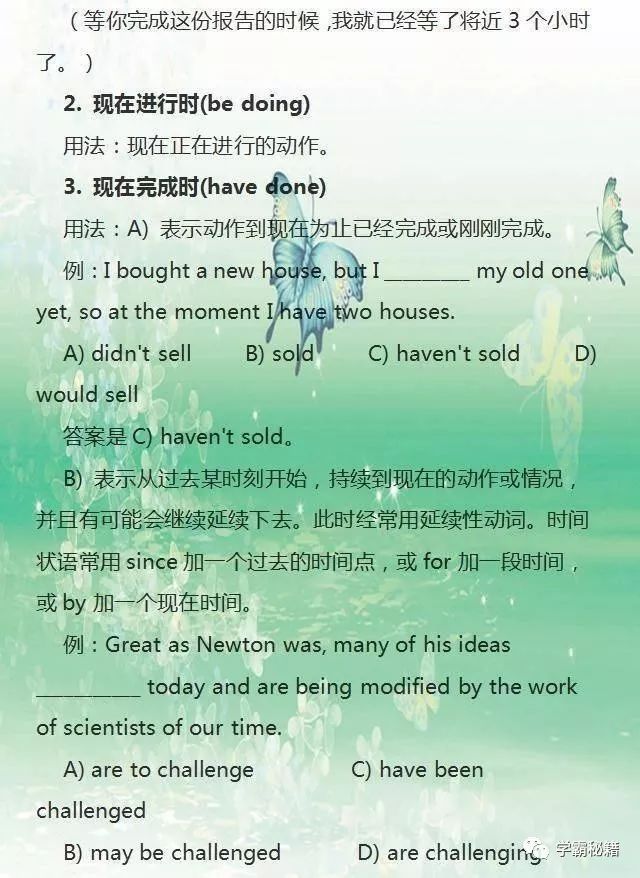 （等你完成这份报告的时候,我就已经等了将近 3 个小时
了。）
2. 现在进行时(be doing)
用法：现在正在进行的动作。
3. 现在完成时(have done)
用法：A）表示动作到现在为止已经完成或刚刚完成。
例：I bought a new house, but I _________ my old one
yet, so at the moment I have two houses.
A) didn't sell B) sold C) haven't sold D)
would sell
答案是 C) haven't sold。
B）表示从过去某时刻开始，持续到现在的动作或情况，
并且有可能会继续延续下去。此时经常用延续性动词。时间
状语常用 since 加一个过去的时间点，或 for 加一段时间，
或 by 加一个现在时间。
例：Great as Newton was, many of his ideas
___________ today and are being modified by the work
of scientists of our time.
A) are to challenge C) have been
challenged
B) may be challenged D) are challenging
学霸秘籍